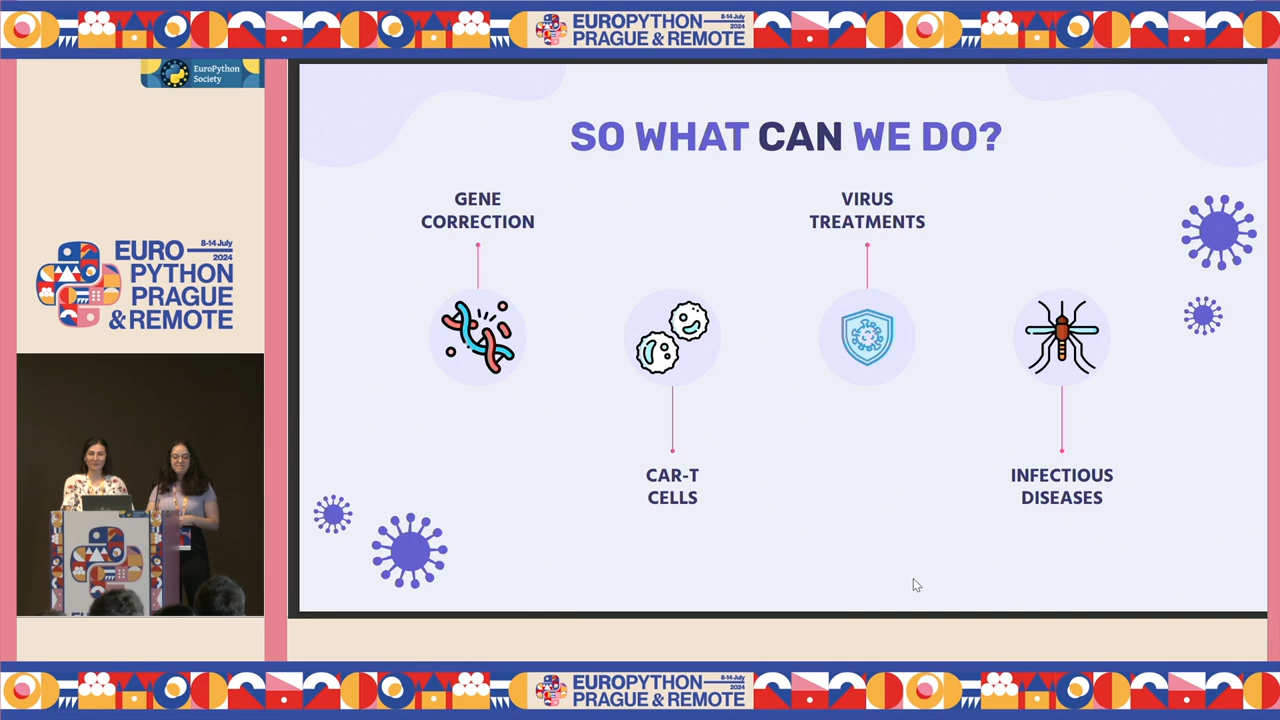 EUROPYTHON 8-14 July
PRAGUE & REMOTE 2024
EuroPython
Society
EURO 8-14 July
2024
PYTHON
PRAGUE
& REMOTE
SO WHAT CAN WE DO?
GENE
CORRECTION
VIRUS
TREATMENTS
CAR-T
CELLS
INFECTIOUS
DISEASES
EUROPYTHON 8-14 July
PRAGUE & REMOTE 2024